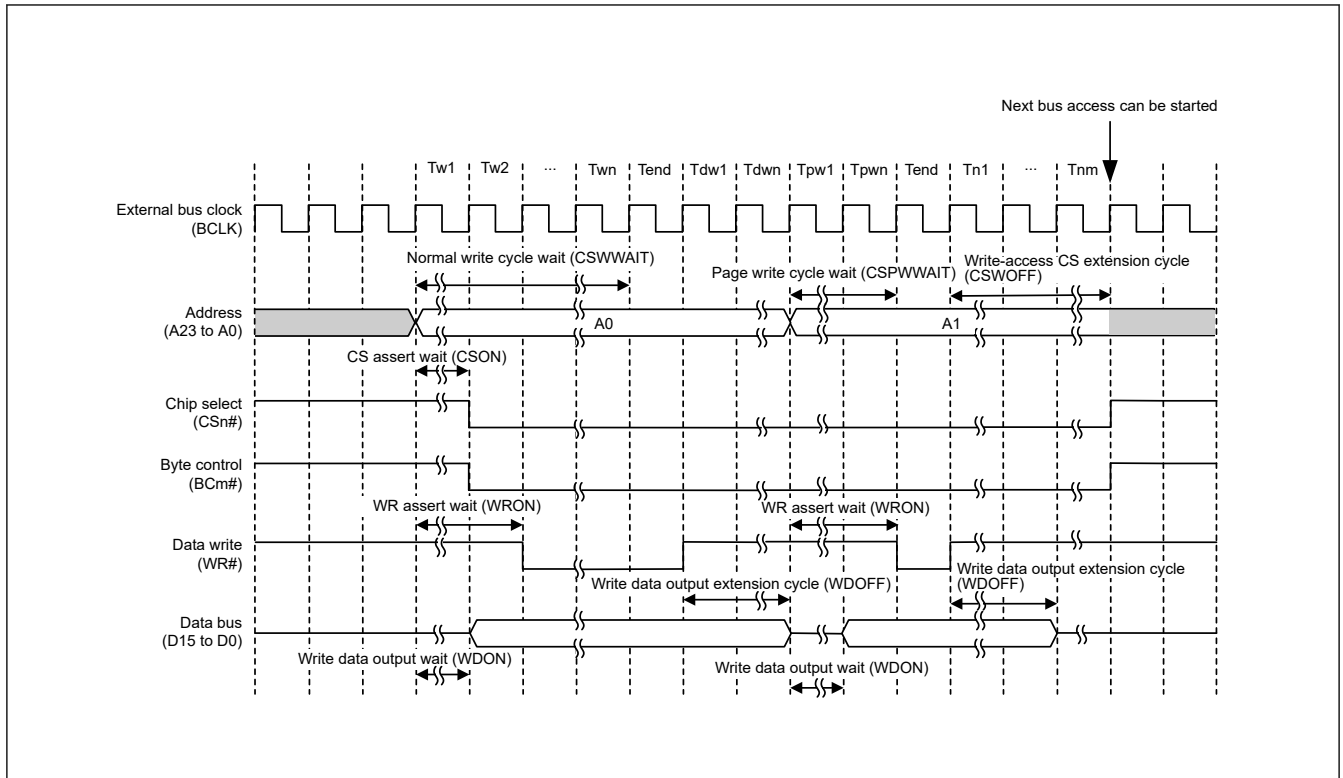 Next bus access can be started
Tw1 Tw2 ... Twn Tend Tdw1 Tdwn Tpw1 Tpwn Tend Tn1 ... Tnm
External bus clock
(BCLK)
Normal write cycle wait (CSWWAIT)
Page write cycle wait (CSPWWAIT)
Write-access CS extension cycle
(CSWOFF)
Address
(A23 to A0)
A0
A1
CS assert wait (CSON)
Chip select
(CSn#)
Byte control
(BCm#)
WR assert wait (WRON)
WR assert wait (WRON)
Data write
(WR#)
Write data output extension cycle (WDOFF)
Write data output extension cycle
(WDOFF)
Data bus
(D15 to D0)
Write data output wait (WDON)
Write data output wait (WDON)